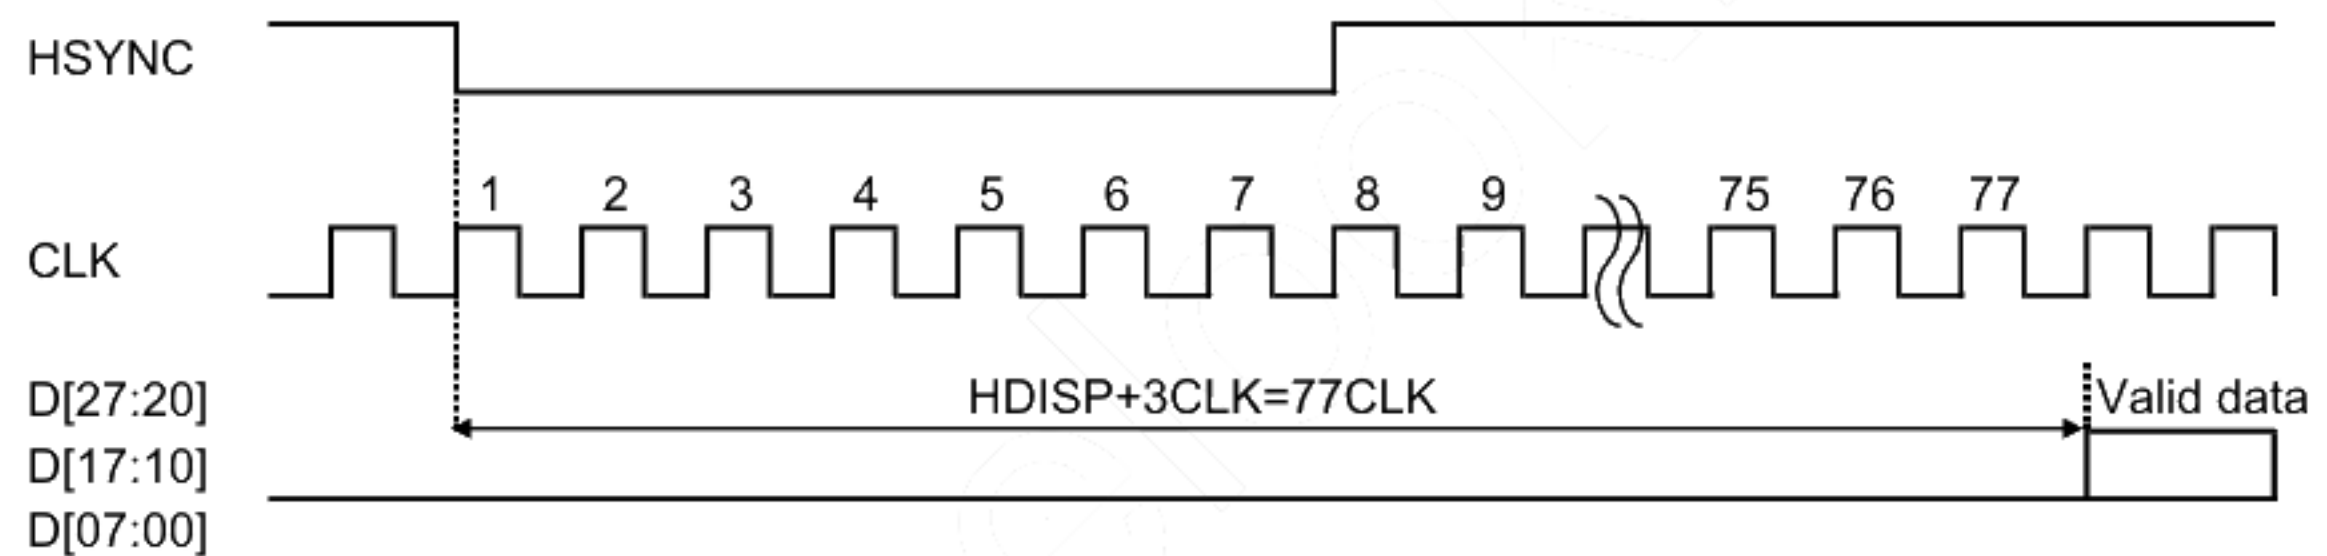 HSYNC
1 2 3 4 5 6 7 8 9 75 76 77
CLK
D[27:20] HDISP+3CLK=77CLK Valid data
D[17:10]
D[07:00]